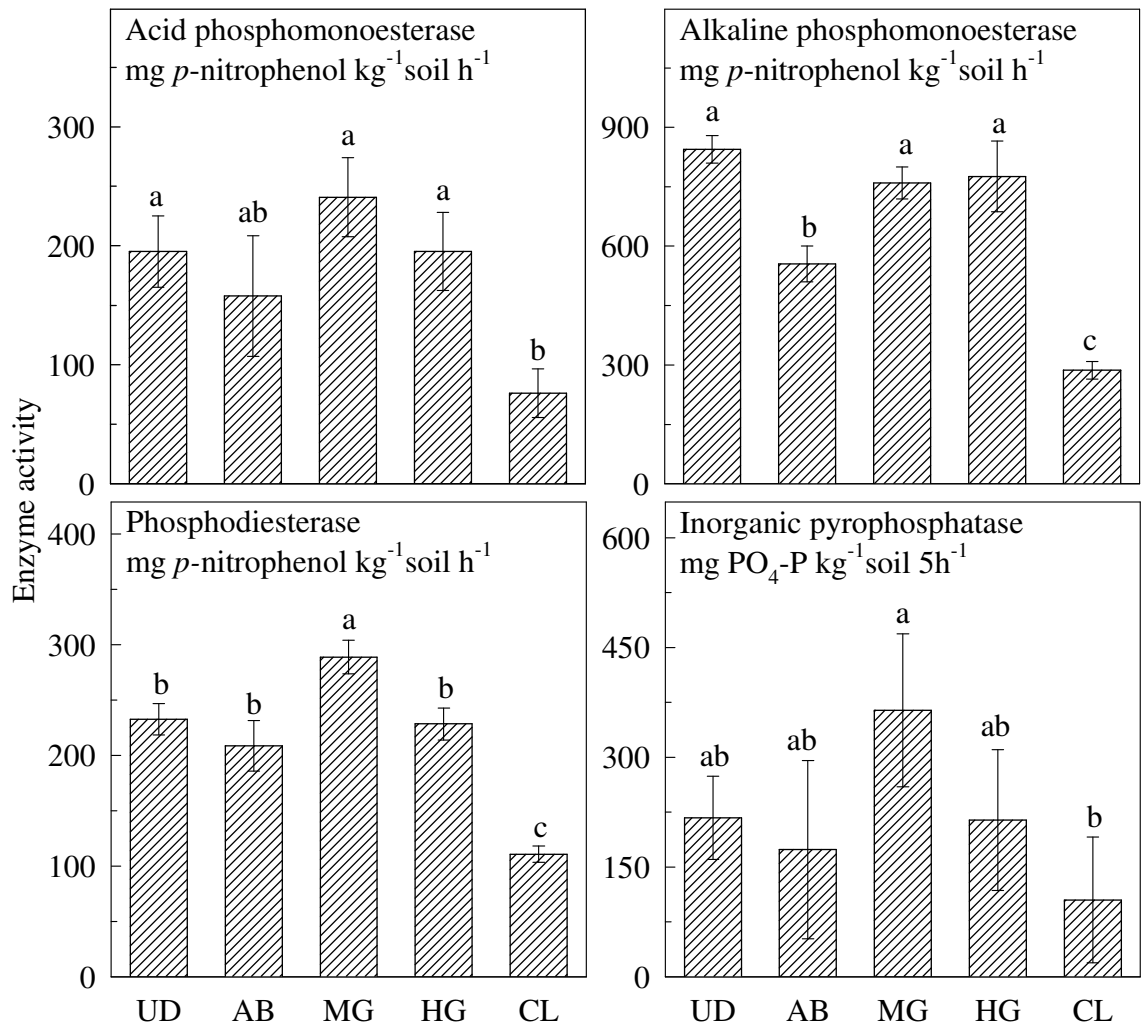 Enzyme activity
Acid phosphomonoesterase
mg p-nitrophenol kg⁻¹soil h⁻¹
300
200
100
0
a
ab
a
a
b
Alkaline phosphomonoesterase
mg p-nitrophenol kg⁻¹soil h⁻¹
900
600
300
0
a
b
a
a
c
Phosphodiesterase
mg p-nitrophenol kg⁻¹soil h⁻¹
400
300
200
100
0
b
b
a
b
c
UD AB MG HG CL
Inorganic pyrophosphatase
mg PO₄-P kg⁻¹soil 5h⁻¹
600
450
300
150
0
ab
ab
a
ab
b
UD AB MG HG CL